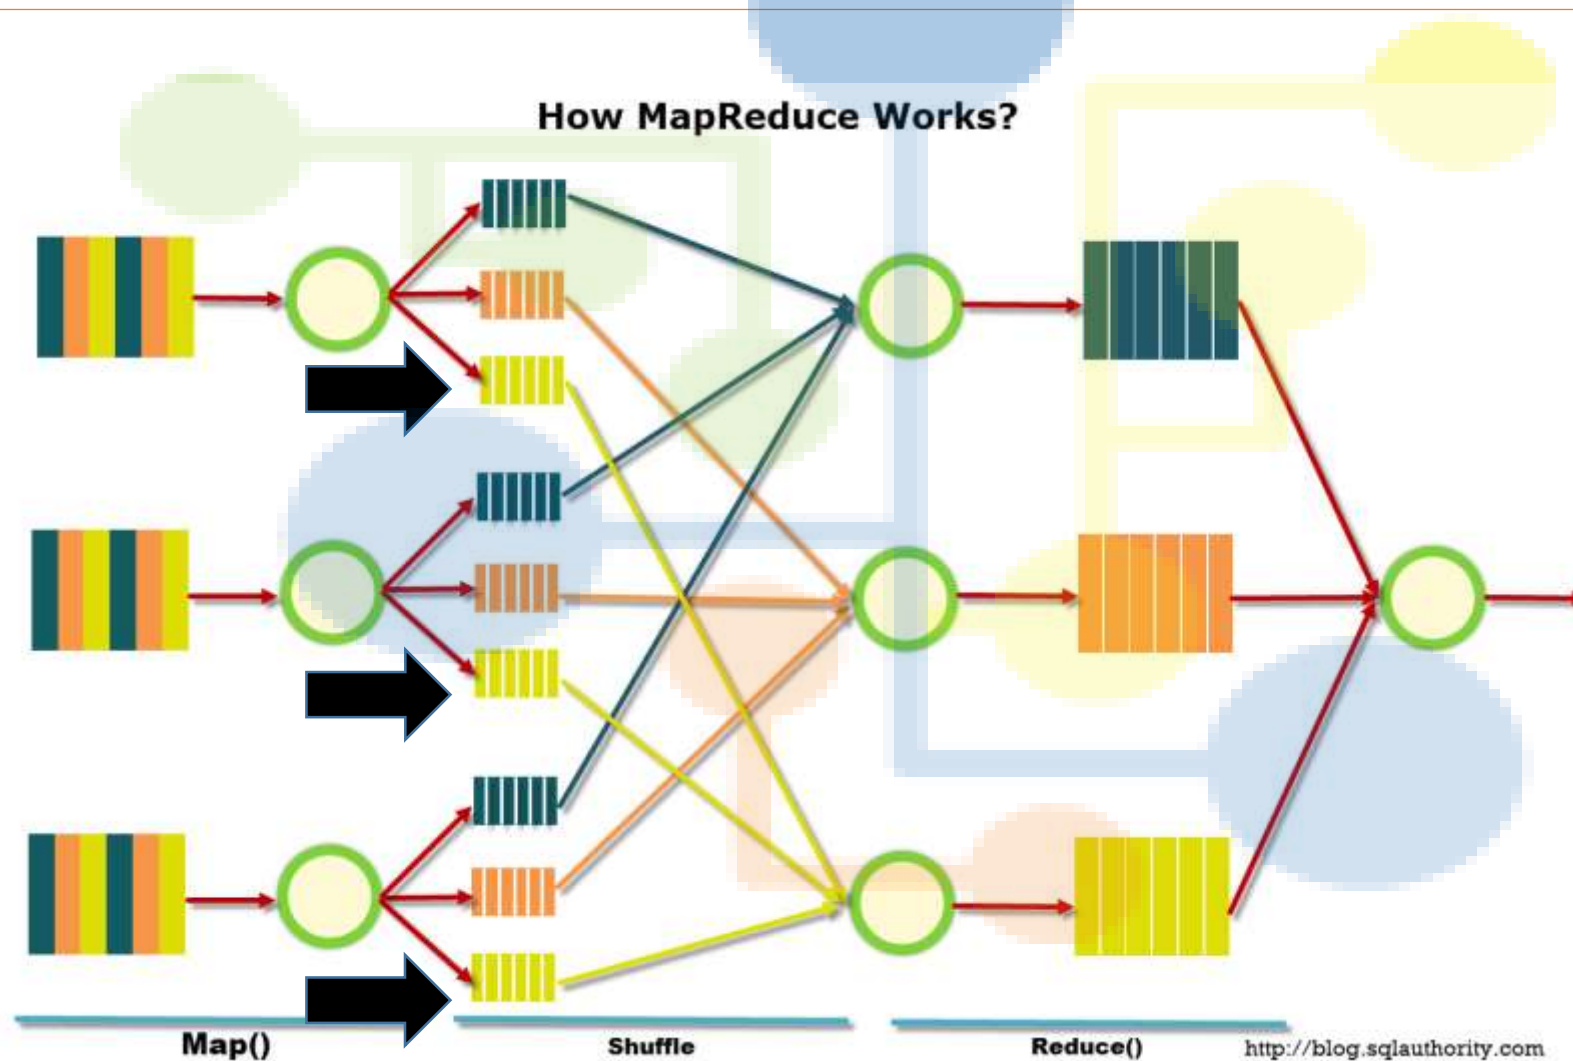 How MapReduce Works?
Map()
Shuffle
Reduce()
http://blog.sqlauthority.com